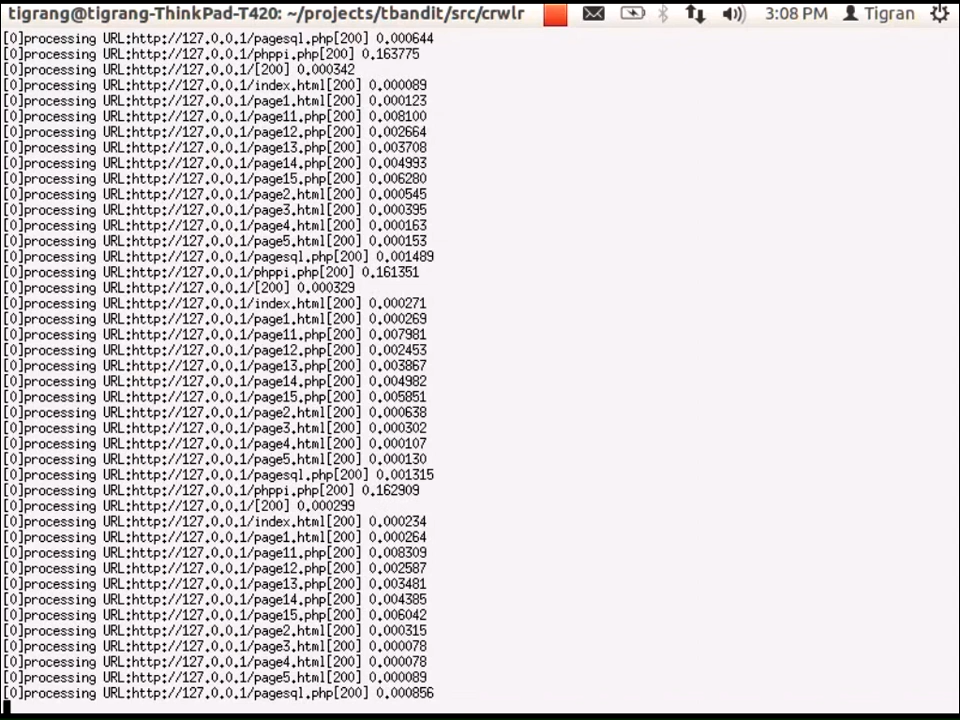 tigrang@tigrang-ThinkPad-T420: ~/projects/tbandit/src/crwlr 3:08 PM Tigran
[0]processing URL:http://127.0.0.1/pagesql.php[200] 0.000644
[0]processing URL:http://127.0.0.1/phppi.php[200] 0.163775
[0]processing URL:http://127.0.0.1/[200] 0.000342
[0]processing URL:http://127.0.0.1/index.html[200] 0.000089
[0]processing URL:http://127.0.0.1/page1.html[200] 0.000123
[0]processing URL:http://127.0.0.1/page11.php[200] 0.008100
[0]processing URL:http://127.0.0.1/page12.php[200] 0.002664
[0]processing URL:http://127.0.0.1/page13.php[200] 0.003708
[0]processing URL:http://127.0.0.1/page14.php[200] 0.004993
[0]processing URL:http://127.0.0.1/page15.php[200] 0.006280
[0]processing URL:http://127.0.0.1/page2.html[200] 0.000545
[0]processing URL:http://127.0.0.1/page3.html[200] 0.000395
[0]processing URL:http://127.0.0.1/page4.html[200] 0.000163
[0]processing URL:http://127.0.0.1/page5.html[200] 0.000153
[0]processing URL:http://127.0.0.1/pagesql.php[200] 0.001489
[0]processing URL:http://127.0.0.1/phppi.php[200] 0.161351
[0]processing URL:http://127.0.0.1/[200] 0.000329
[0]processing URL:http://127.0.0.1/index.html[200] 0.000271
[0]processing URL:http://127.0.0.1/page1.html[200] 0.000269
[0]processing URL:http://127.0.0.1/page11.php[200] 0.007981
[0]processing URL:http://127.0.0.1/page12.php[200] 0.002453
[0]processing URL:http://127.0.0.1/page13.php[200] 0.003867
[0]processing URL:http://127.0.0.1/page14.php[200] 0.004982
[0]processing URL:http://127.0.0.1/page15.php[200] 0.005851
[0]processing URL:http://127.0.0.1/page2.html[200] 0.000638
[0]processing URL:http://127.0.0.1/page3.html[200] 0.000302
[0]processing URL:http://127.0.0.1/page4.html[200] 0.000107
[0]processing URL:http://127.0.0.1/page5.html[200] 0.000130
[0]processing URL:http://127.0.0.1/pagesql.php[200] 0.001315
[0]processing URL:http://127.0.0.1/phppi.php[200] 0.162909
[0]processing URL:http://127.0.0.1/[200] 0.000299
[0]processing URL:http://127.0.0.1/index.html[200] 0.000234
[0]processing URL:http://127.0.0.1/page1.html[200] 0.000264
[0]processing URL:http://127.0.0.1/page11.php[200] 0.008309
[0]processing URL:http://127.0.0.1/page12.php[200] 0.002587
[0]processing URL:http://127.0.0.1/page13.php[200] 0.003481
[0]processing URL:http://127.0.0.1/page14.php[200] 0.004385
[0]processing URL:http://127.0.0.1/page15.php[200] 0.006042
[0]processing URL:http://127.0.0.1/page2.html[200] 0.000315
[0]processing URL:http://127.0.0.1/page3.html[200] 0.000078
[0]processing URL:http://127.0.0.1/page4.html[200] 0.000078
[0]processing URL:http://127.0.0.1/page5.html[200] 0.000089
[0]processing URL:http://127.0.0.1/pagesql.php[200] 0.000856